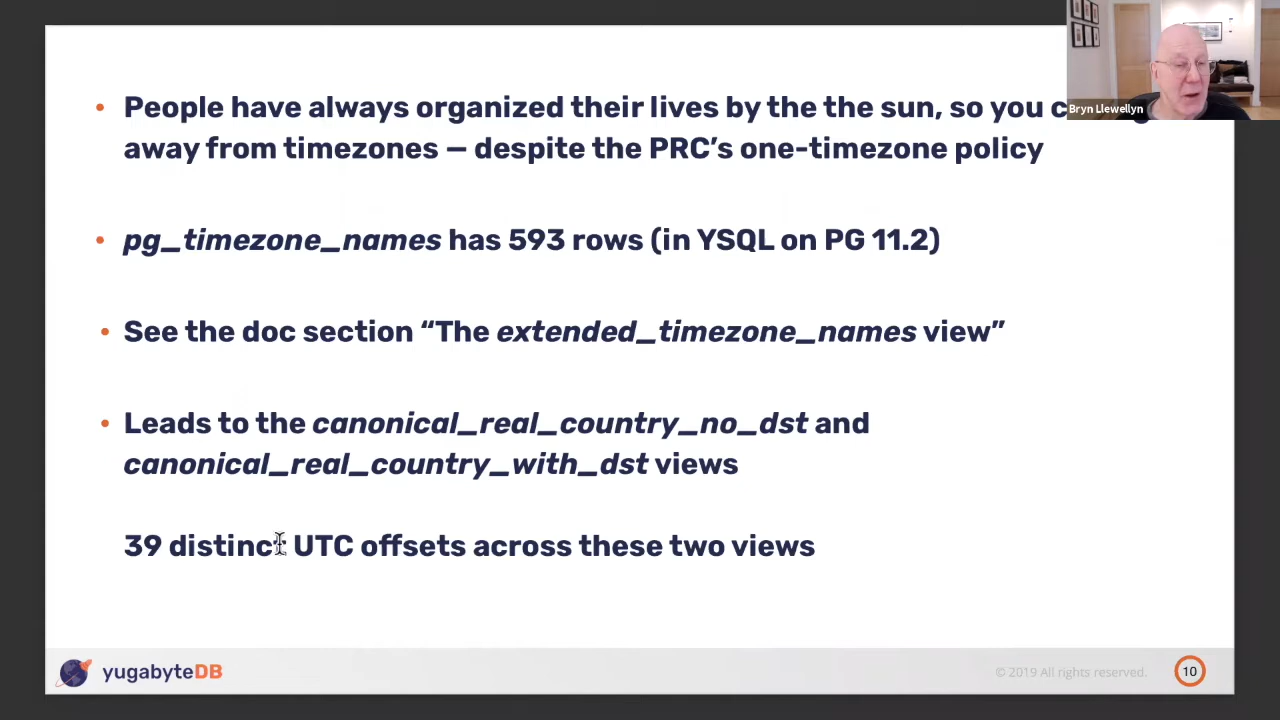 • People have always organized their lives by the the sun, so you
Bryn Llewellyn
away from timezones — despite the PRC’s one-timezone policy
• pg_timezone_names has 593 rows (in YSQL on PG 11.2)
• See the doc section “The extended_timezone_names view”
• Leads to the canonical_real_country_no_dst and
canonical_real_country_with_dst views
39 distinct UTC offsets across these two views
yugabyteDB
© 2019 All rights reserved.
10